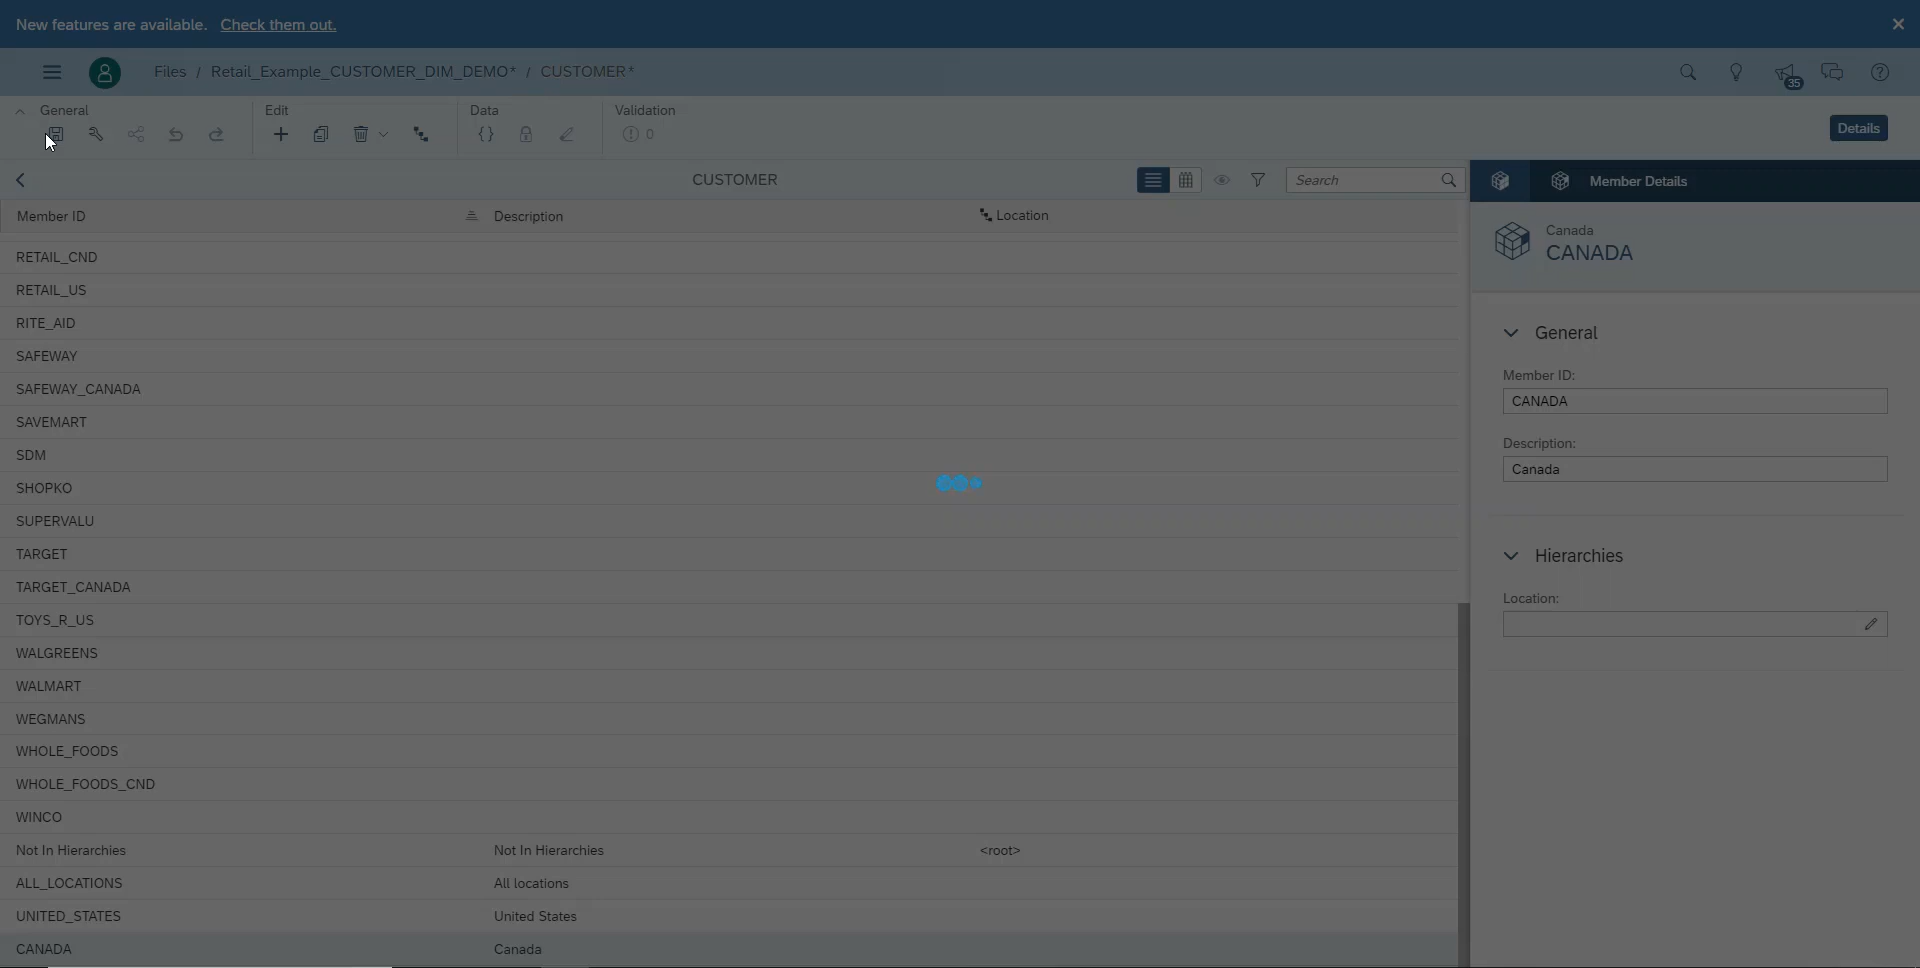 New features are available. Check them out.
Files / Retail_Example_CUSTOMER_DIM_DEMO* / CUSTOMER*
35
General
Edit
Data
Validation
0
Details
CUSTOMER
Search
Member Details
Member ID Description Location
Canada
CANADA
RETAIL_CND
RETAIL_US
RITE_AID
SAFEWAY
SAFEWAY_CANADA
SAVEMART
SDM
SHOPKO
SUPERVALU
TARGET
TARGET_CANADA
TOYS_R_US
WALGREENS
WALMART
WEGMANS
WHOLE_FOODS
WHOLE_FOODS_CND
WINCO
Not In Hierarchies Not In Hierarchies <root>
ALL_LOCATIONS All locations
UNITED_STATES United States
CANADA Canada
General
Member ID:
CANADA
Description:
Canada
Hierarchies
Location: